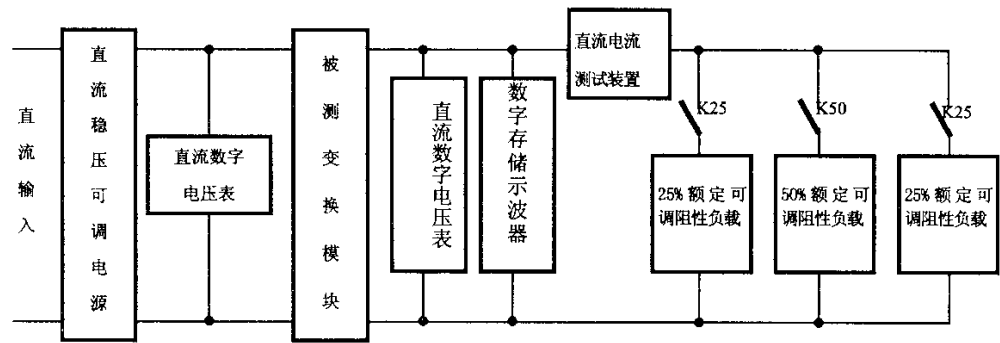 直流输入
直流稳压可调电源
直流数字
电压表
被测变换模块
直流数字电压表
数字存储示波器
直流电流
测试装置
K25
K50
K25
25%额定可
调阻性负载
50%额定可
调阻性负载
25%额定可
调阻性负载